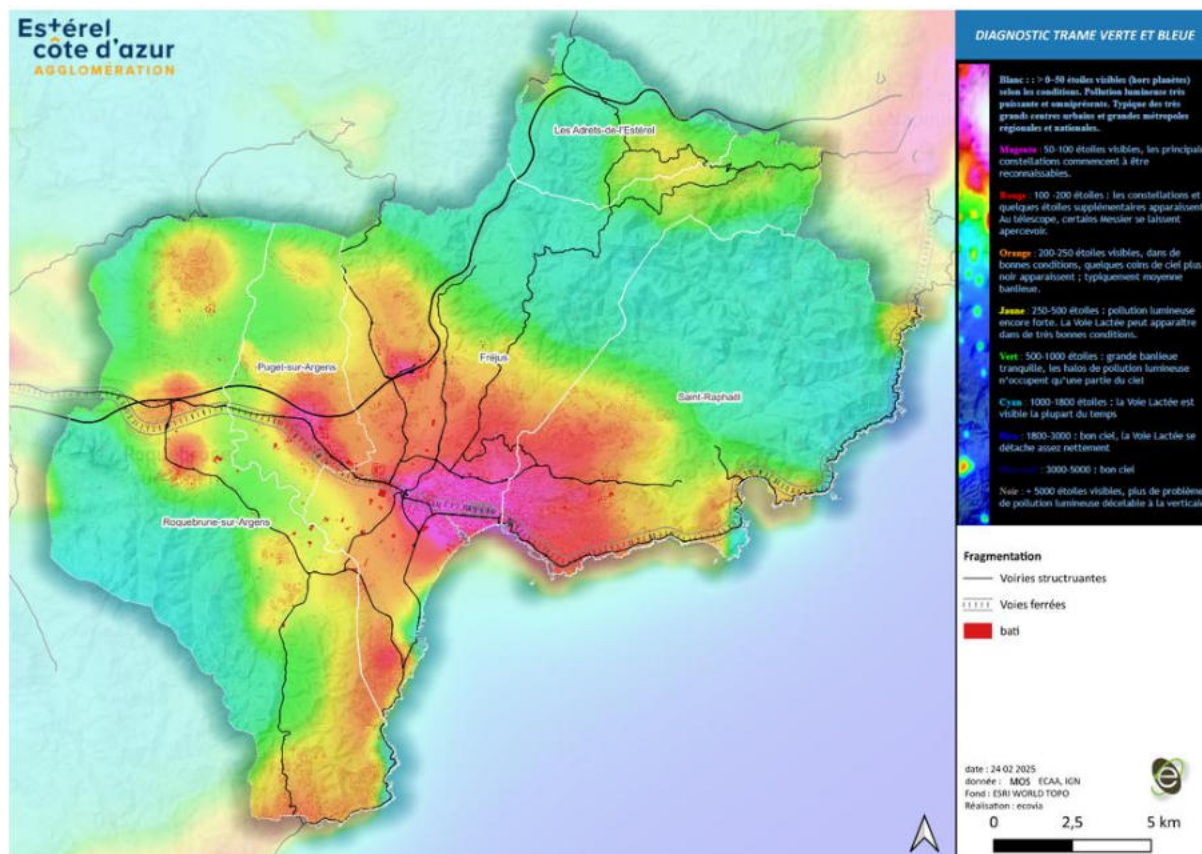 Estérel
côte d'azur
AGGLOMERATION
Les Adrets-de-l'Estérel
Puget-sur-Argens
Fréjus
Saint-Raphaël
Roquebrune-sur-Argens
DIAGNOSTIC TRAME VERTE ET BLEUE
Blanc : : > 0-50 étoiles visibles (hors planètes)
selon les conditions. Pollution lumineuse très
puissante et omniprésente. Typique des très
grands centres urbains et grandes métropoles
régionales et nationales.
Magenta : 50-100 étoiles visibles, les principale
constellations commencent à être
reconnaissables.
Rouge : 100 -200 étoiles : les constellations et
quelques étoiles supplémentaires apparaissent
Au télescope, certains Messier se laissent
apercevoir.
Orange : 200-250 étoiles visibles, dans de
bonnes conditions, quelques coins de ciel plus
noir apparaissent ; typiquement moyenne
banlieue.
Jaune : 250-500 étoiles : pollution lumineuse
encore forte. La Voie Lactée peut apparaître
dans de très bonnes conditions.
Vert : 500-1000 étoiles : grande banlieue
tranquille, les halos de pollution lumineuse
n'occupent qu'une partie du ciel
Cyan : 1000-1800 étoiles : la Voie Lactée est
visible la plupart du temps
Bleu : 1800-3000 : bon ciel, la Voie Lactée se
détache assez nettement
: 3000-5000 : bon ciel
Noir : + 5000 étoiles visibles, plus de problème
de pollution lumineuse décelable à la verticale
Fragmentation
Voiries structruantes
Voies ferrées
bati
date : 24 02 2025
donnée : MOS ECAA, IGN
Fond : ESRI WORLD TOPO
Réalisation : ecovia
0 2,5 5 km